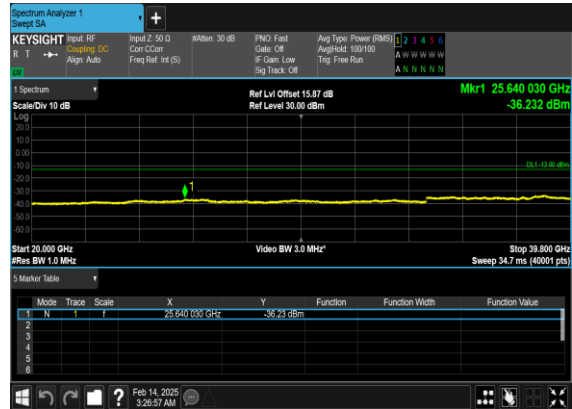 Spectrum Analyzer 1
Swept SA
KEYSIGHT Input: RF Input Z: 50 Ω #Atten: 30 dB PNO: Fast Avg Type: Power (RMS) 1 2 3 4 5 6
R T Coupling: DC Corr CCorr Gate: Off Avg|Hold: 100/100 A W W W W W
Align: Auto Freq Ref: Int (S) IF Gain: Low Trig: Free Run A N N N N N
Sig Track: Off
1 Spectrum Ref Lvl Offset 15.87 dB Mkr1 25.640 030 GHz
Scale/Div 10 dB Ref Level 30.00 dBm -36.232 dBm
Log
20.0
10.0
0.00
-10.0 DL1 -13.00 dBm
-20.0
-30.0 1
-40.0
-50.0
-60.0
Start 20.000 GHz Video BW 3.0 MHz* Stop 39.800 GHz
#Res BW 1.0 MHz Sweep 34.7 ms (40001 pts)
5 Marker Table
Mode Trace Scale X Y Function Function Width Function Value
1 N 1 f 25.640 030 GHz -36.23 dBm
2
3
4
5
6
? Feb 14, 2025
3:26:57 AM